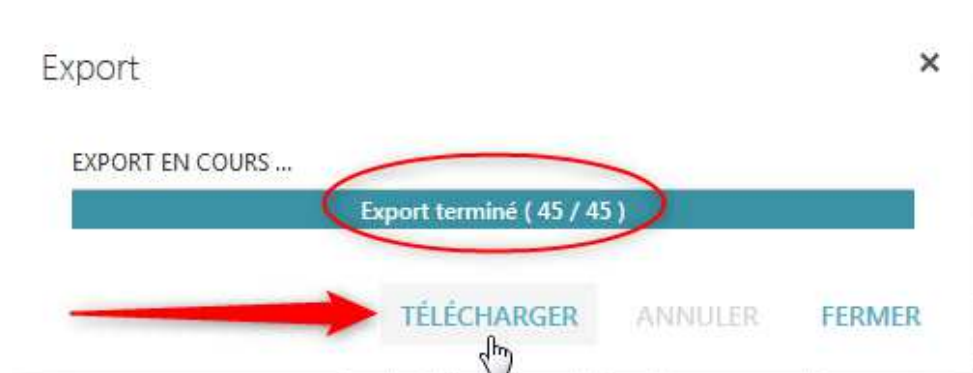 Export
EXPORT EN COURS ...
Export terminé ( 45 / 45 )
TÉLÉCHARGER ANNULER FERMER